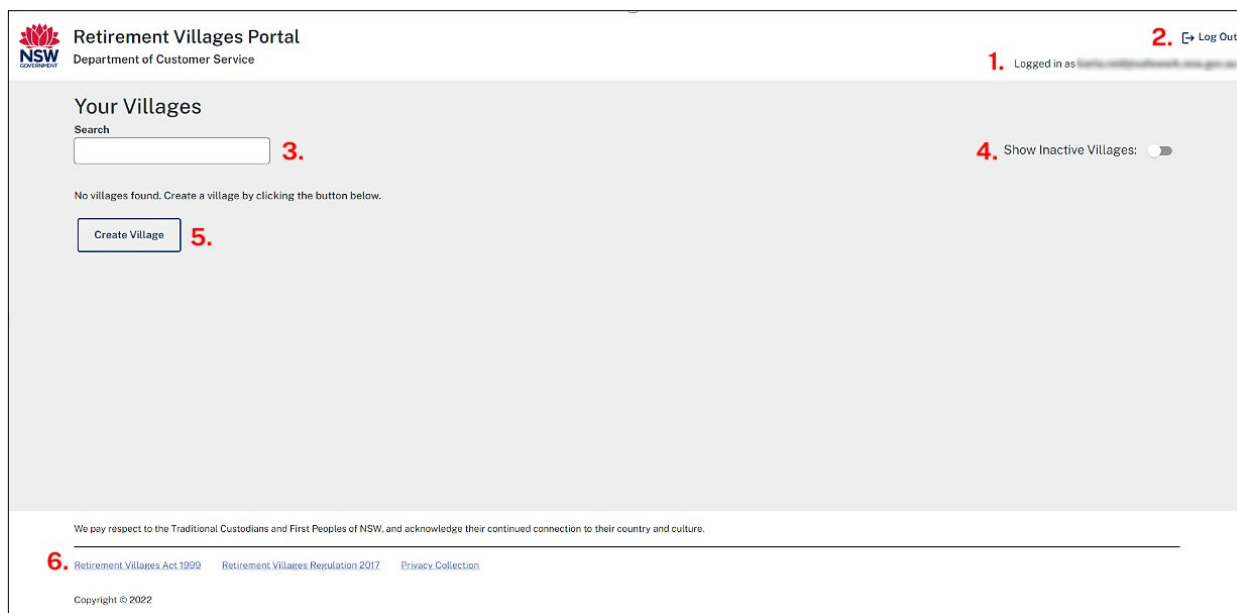 Retirement Villages Portal
Department of Customer Service
NSW
GOVERNMENT
2. Log Out
1. Logged in as
Your Villages
Search
3.
4. Show Inactive Villages:
No villages found. Create a village by clicking the button below.
Create Village 5.
We pay respect to the Traditional Custodians and First Peoples of NSW, and acknowledge their continued connection to their country and culture.
6. Retirement Villages Act 1999 Retirement Villages Regulation 2017 Privacy Collection
Copyright © 2022